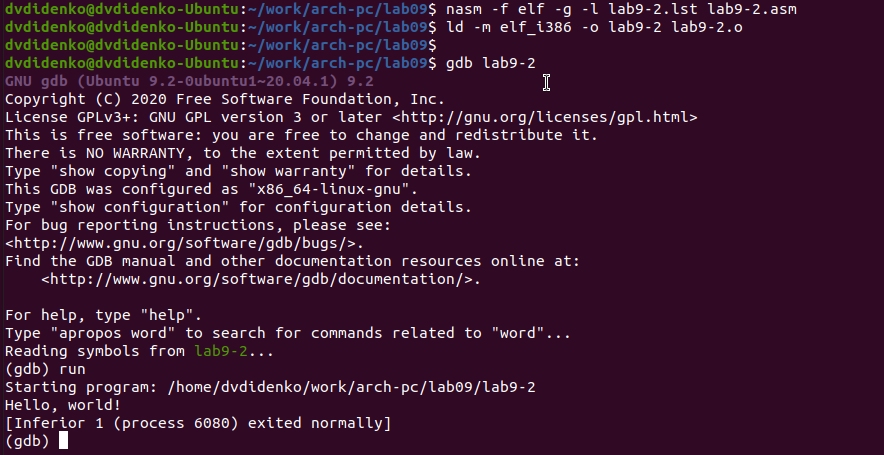 dvdidenko@dvdidenko-Ubuntu:~/work/arch-pc/lab09$ nasm -f elf -g -l lab9-2.lst lab9-2.asm
dvdidenko@dvdidenko-Ubuntu:~/work/arch-pc/lab09$ ld -m elf_i386 -o lab9-2 lab9-2.o
dvdidenko@dvdidenko-Ubuntu:~/work/arch-pc/lab09$
dvdidenko@dvdidenko-Ubuntu:~/work/arch-pc/lab09$ gdb lab9-2
GNU gdb (Ubuntu 9.2-0ubuntu1~20.04.1) 9.2
Copyright (C) 2020 Free Software Foundation, Inc.
License GPLv3+: GNU GPL version 3 or later <http://gnu.org/licenses/gpl.html>
This is free software: you are free to change and redistribute it.
There is NO WARRANTY, to the extent permitted by law.
Type "show copying" and "show warranty" for details.
This GDB was configured as "x86_64-linux-gnu".
Type "show configuration" for configuration details.
For bug reporting instructions, please see:
<http://www.gnu.org/software/gdb/bugs/>.
Find the GDB manual and other documentation resources online at:
    <http://www.gnu.org/software/gdb/documentation/>.

For help, type "help".
Type "apropos word" to search for commands related to "word"...
Reading symbols from lab9-2...
(gdb) run
Starting program: /home/dvdidenko/work/arch-pc/lab09/lab9-2
Hello, world!
[Inferior 1 (process 6080) exited normally]
(gdb)